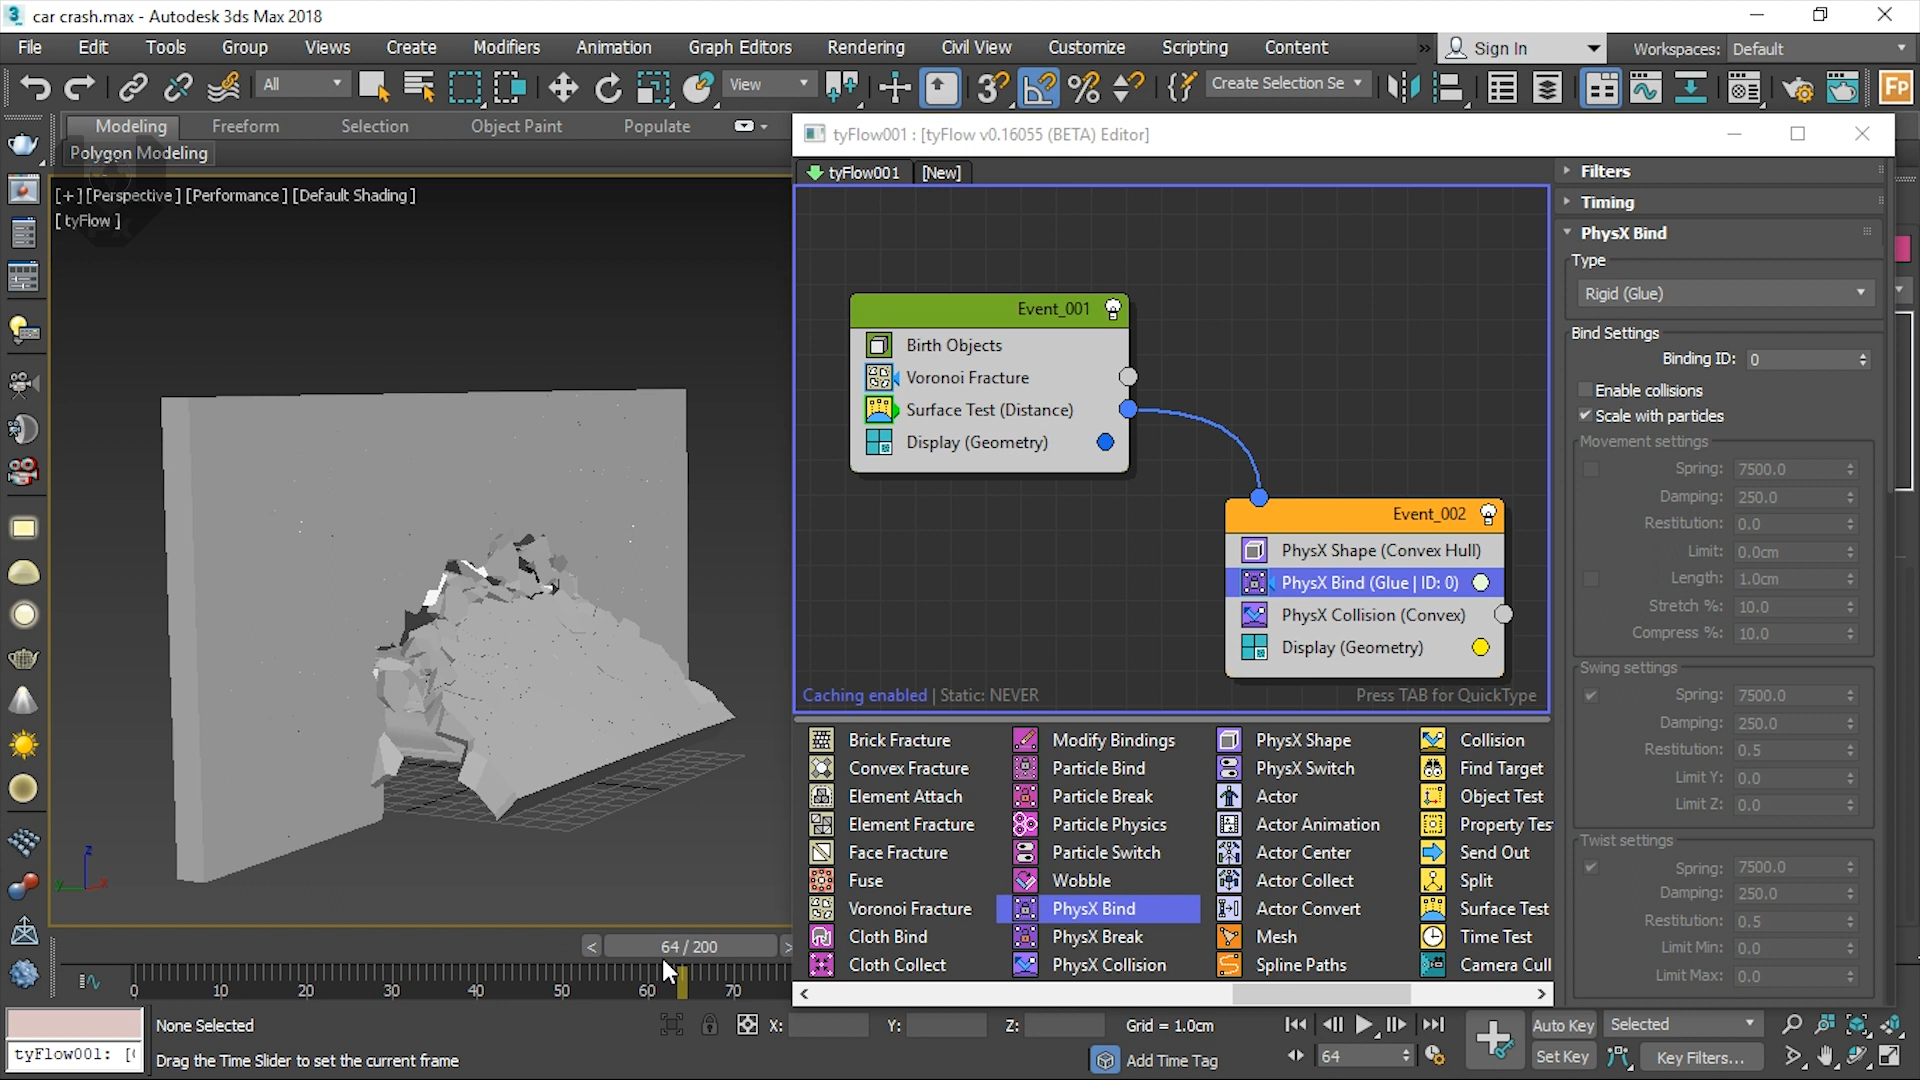 car crash.max - Autodesk 3ds Max 2018
File Edit Tools Group Views Create Modifiers Animation Graph Editors Rendering Civil View Customize Scripting Content » Sign In Workspaces: Default
All View Create Selection Se Fp
Modeling Freeform Selection Object Paint Populate
Polygon Modeling
[+] [Perspective ] [Performance ] [Default Shading ]
[ tyFlow ]
tyFlow001 : [tyFlow v0.16055 (BETA) Editor]
tyFlow001 [New]
Event_001
Birth Objects
Voronoi Fracture
Surface Test (Distance)
Display (Geometry)
Event_002
PhysX Shape (Convex Hull)
PhysX Bind (Glue | ID: 0)
PhysX Collision (Convex)
Display (Geometry)
Caching enabled | Static: NEVER Press TAB for QuickType
Brick Fracture Modify Bindings PhysX Shape Collision
Convex Fracture Particle Bind PhysX Switch Find Target
Element Attach Particle Break Actor Object Test
Element Fracture Particle Physics Actor Animation Property Tes
Face Fracture Particle Switch Actor Center Send Out
Fuse Wobble Actor Collect Split
Voronoi Fracture PhysX Bind Actor Convert Surface Test
Cloth Bind PhysX Break Mesh Time Test
Cloth Collect PhysX Collision Spline Paths Camera Cull
Filters
Timing
PhysX Bind
Type
Rigid (Glue)
Bind Settings
Binding ID: 0
Enable collisions
Scale with particles
Movement settings
Spring: 7500.0
Damping: 250.0
Restitution: 0.0
Limit: 0.0cm
Length: 1.0cm
Stretch %: 10.0
Compress %: 10.0
Swing settings
Spring: 7500.0
Damping: 250.0
Restitution: 0.5
Limit Y: 0.0
Limit Z: 0.0
Twist settings
Spring: 7500.0
Damping: 250.0
Restitution: 0.5
Limit Min: 0.0
Limit Max: 0.0
< 64 / 200 >
0 10 20 30 40 50 60 70
z
y x
None Selected X: Y: Z: Grid = 1.0cm Auto Key Selected
tyFlow001: [
Drag the Time Slider to set the current frame Add Time Tag 64 Set Key Key Filters...